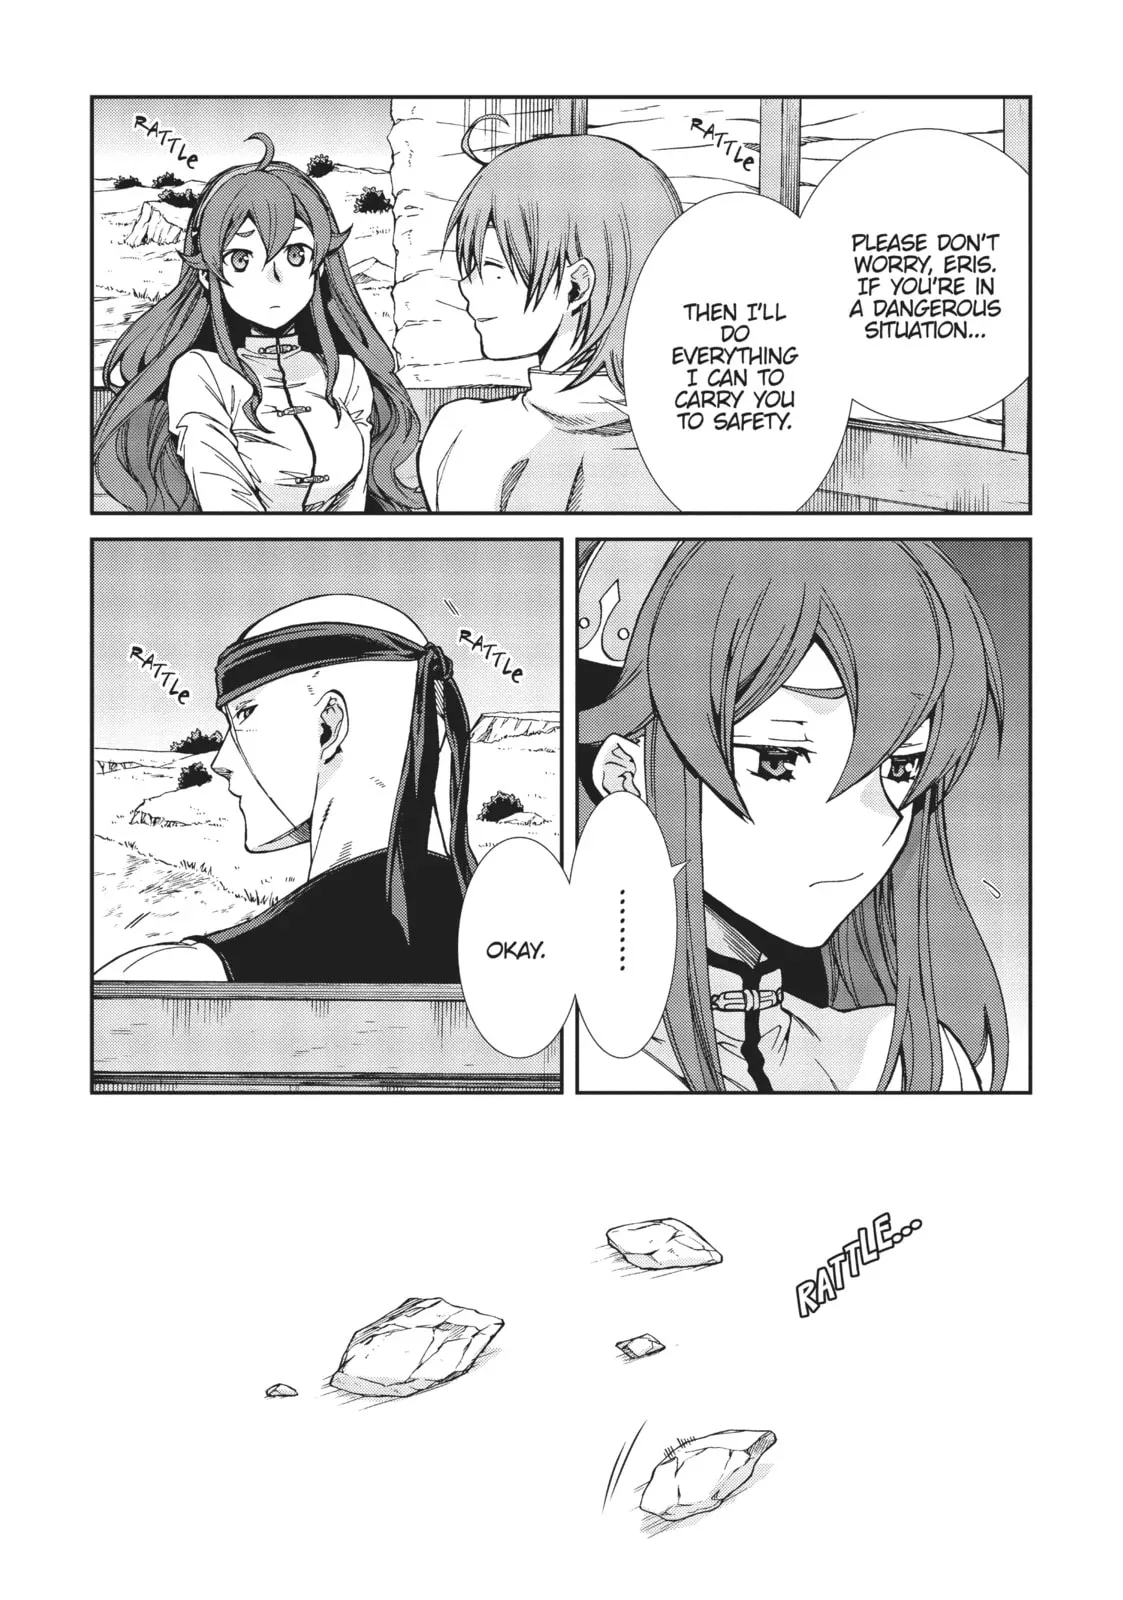 RATTLE
RATTLE
PLEASE DON'T
WORRY, ERIS.
IF YOU'RE IN
A DANGEROUS
SITUATION...
THEN I'LL
DO
EVERYTHING
I CAN TO
CARRY YOU
TO SAFETY.
.........
OKAY.
RATTLE
RATTLE
RATTLE...